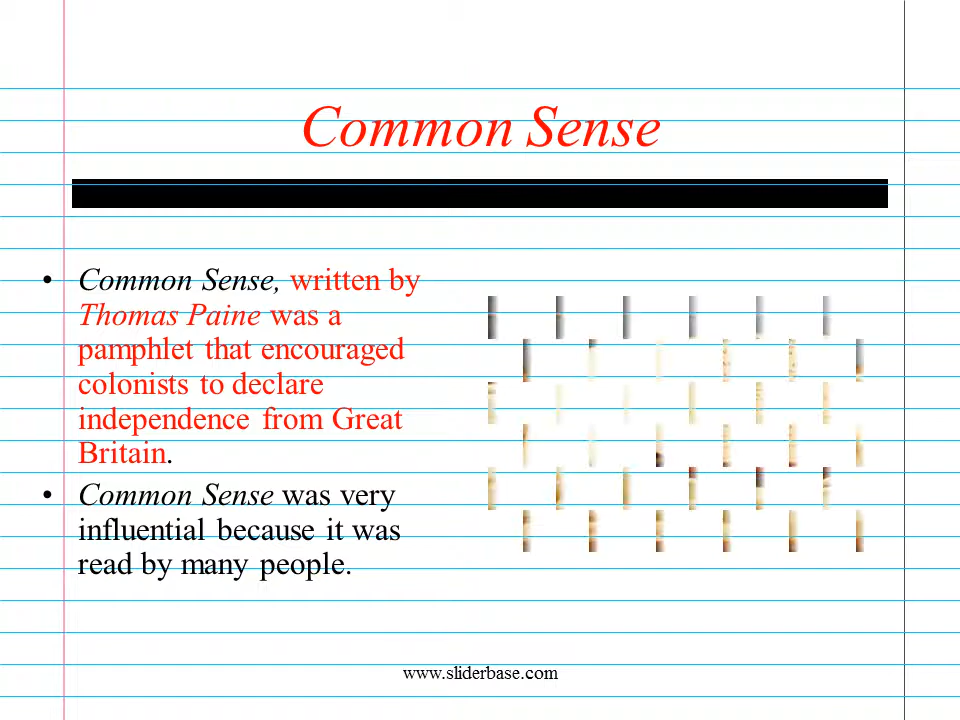 Common Sense
• Common Sense, written by
Thomas Paine was a
pamphlet that encouraged
colonists to declare
independence from Great
Britain.
• Common Sense was very
influential because it was
read by many people.
www.sliderbase.com